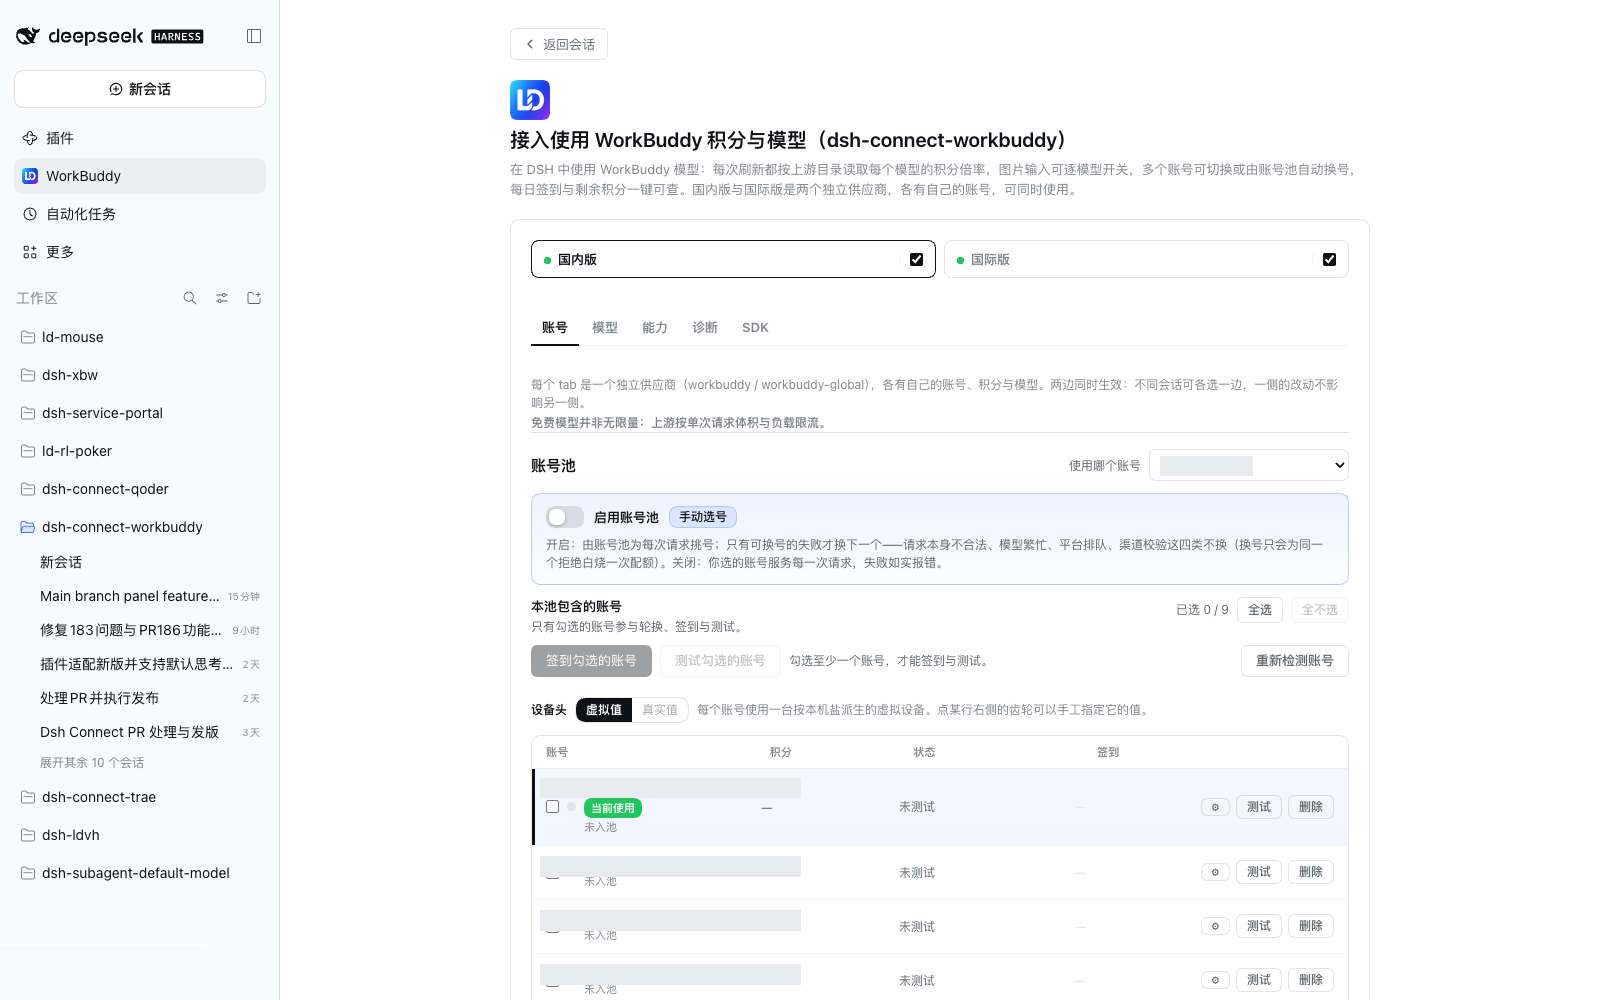 deepseek HARNESS
新会话
插件
WorkBuddy
自动化任务
更多
工作区
ld-mouse
dsh-xbw
dsh-service-portal
ld-rl-poker
dsh-connect-qoder
dsh-connect-workbuddy
新会话
Main branch panel feature... 15分钟
修复183问题与PR186功能... 9小时
插件适配新版并支持默认思考... 2天
处理PR并执行发布 2天
Dsh Connect PR 处理与发版 3天
展开其余 10 个会话
dsh-connect-trae
dsh-ldvh
dsh-subagent-default-model
返回会话
接入使用 WorkBuddy 积分与模型（dsh-connect-workbuddy）
在 DSH 中使用 WorkBuddy 模型：每次刷新都按上游目录读取每个模型的积分倍率，图片输入可逐模型开关，多个账号可切换或由账号池自动换号，
每日签到与剩余积分一键可查。国内版与国际版是两个独立供应商，各有自己的账号，可同时使用。
国内版
国际版
账号 模型 能力 诊断 SDK
每个 tab 是一个独立供应商（workbuddy / workbuddy-global），各有自己的账号、积分与模型。两边同时生效：不同会话可各选一边，一侧的改动不影
响另一侧。
免费模型并非无限量：上游按单次请求体积与负载限流。
账号池 使用哪个账号
启用账号池 手动选号
开启：由账号池为每次请求挑号；只有可换号的失败才换下一个——请求本身不合法、模型繁忙、平台排队、渠道校验这四类不换（换号只会为同一
个拒绝白烧一次配额）。关闭：你选的账号服务每一次请求，失败如实报错。
本池包含的账号 已选 0 / 9 全选 全不选
只有勾选的账号参与轮换、签到与测试。
签到勾选的账号 测试勾选的账号 勾选至少一个账号，才能签到与测试。 重新检测账号
设备头 虚拟值 真实值 每个账号使用一台按本机盐派生的虚拟设备。点某行右侧的齿轮可以手工指定它的值。
账号 积分 状态 签到
当前使用 — 未测试 — 测试 删除
未入池
未测试 — 测试 删除
未入池
未测试 — 测试 删除
未入池
未测试 — 测试 删除
未入池